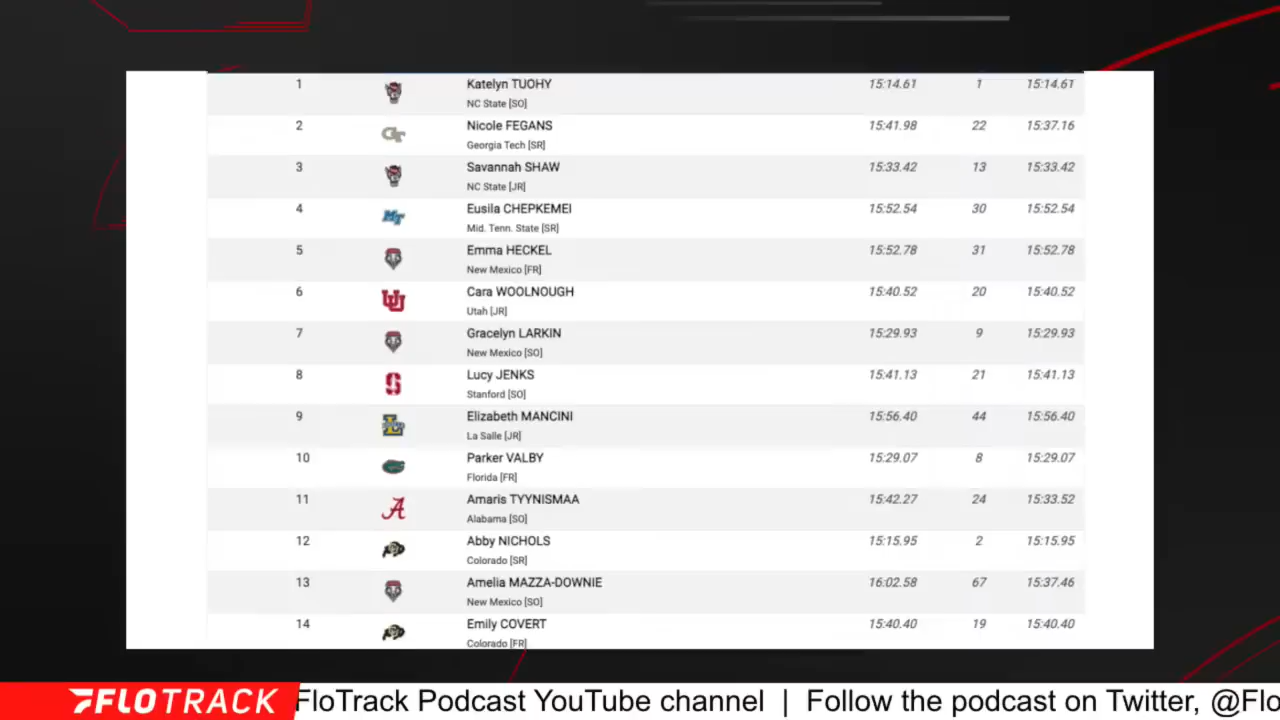 1 Katelyn TUOHY 15:14.61 1 15:14.61
NC State [SO]
2 Nicole FEGANS 15:41.98 22 15:37.16
Georgia Tech [SR]
3 Savannah SHAW 15:33.42 13 15:33.42
NC State [JR]
4 Eusila CHEPKEMEI 15:52.54 30 15:52.54
Mid. Tenn. State [SR]
5 Emma HECKEL 15:52.78 31 15:52.78
New Mexico [FR]
6 Cara WOOLNOUGH 15:40.52 20 15:40.52
Utah [JR]
7 Gracelyn LARKIN 15:29.93 9 15:29.93
New Mexico [SO]
8 Lucy JENKS 15:41.13 21 15:41.13
Stanford [SO]
9 Elizabeth MANCINI 15:56.40 44 15:56.40
La Salle [JR]
10 Parker VALBY 15:29.07 8 15:29.07
Florida [FR]
11 Amaris TYYNISMAA 15:42.27 24 15:33.52
Alabama [SO]
12 Abby NICHOLS 15:15.95 2 15:15.95
Colorado [SR]
13 Amelia MAZZA-DOWNIE 16:02.58 67 15:37.46
New Mexico [SO]
14 Emily COVERT 15:40.40 19 15:40.40
Colorado [FR]
FLOTRACK FloTrack Podcast YouTube channel | Follow the podcast on Twitter, @Flo